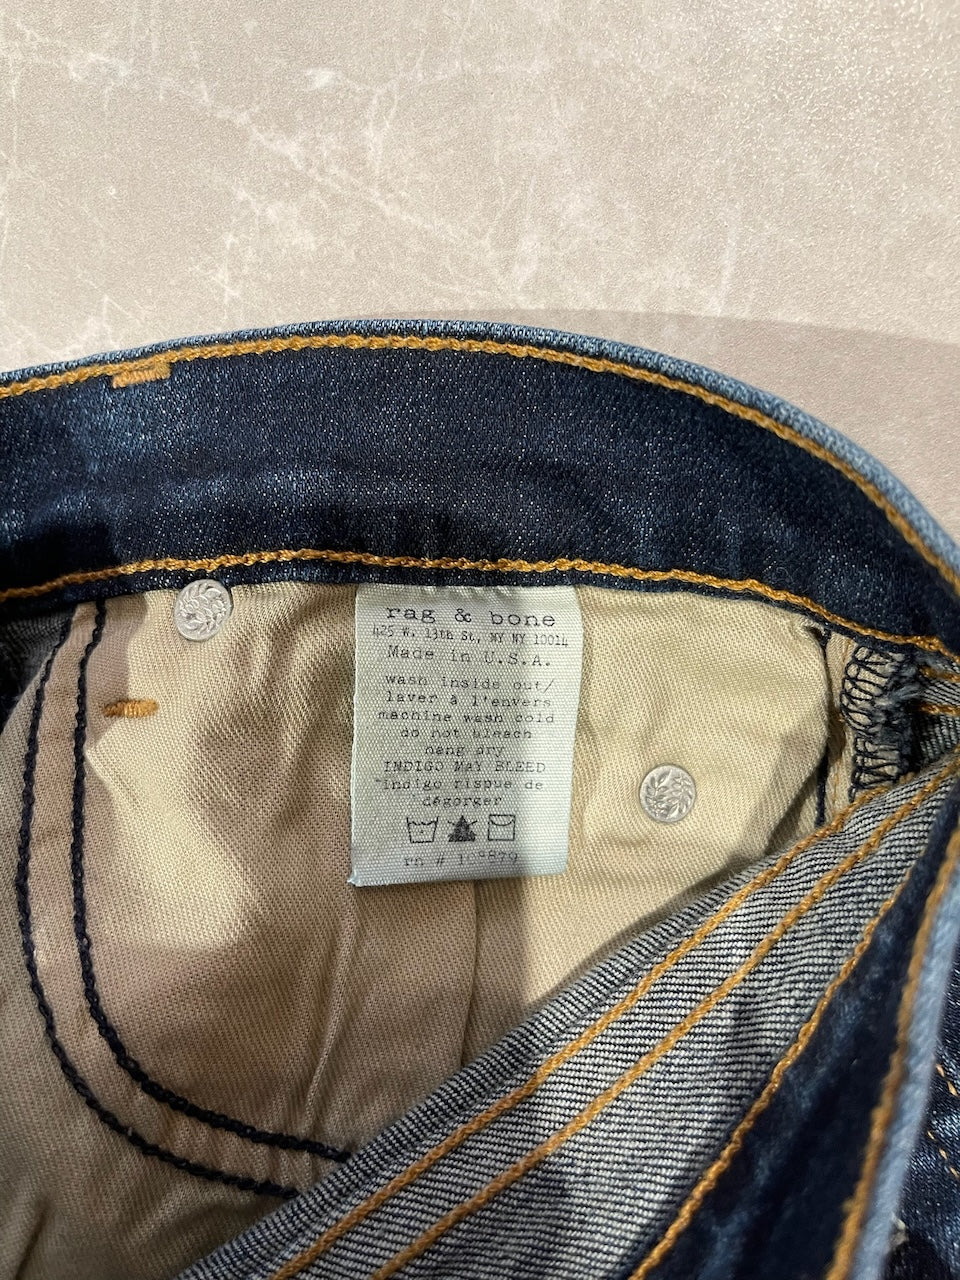 rag & bone
425 W. 13th St, NY NY 10014
Made in U.S.A.
wash inside out/
laver à l'envers
machine wash cold
do not bleach
hang dry
INDIGO MAY BLEED
Indigo risque de
dégorger
rn #